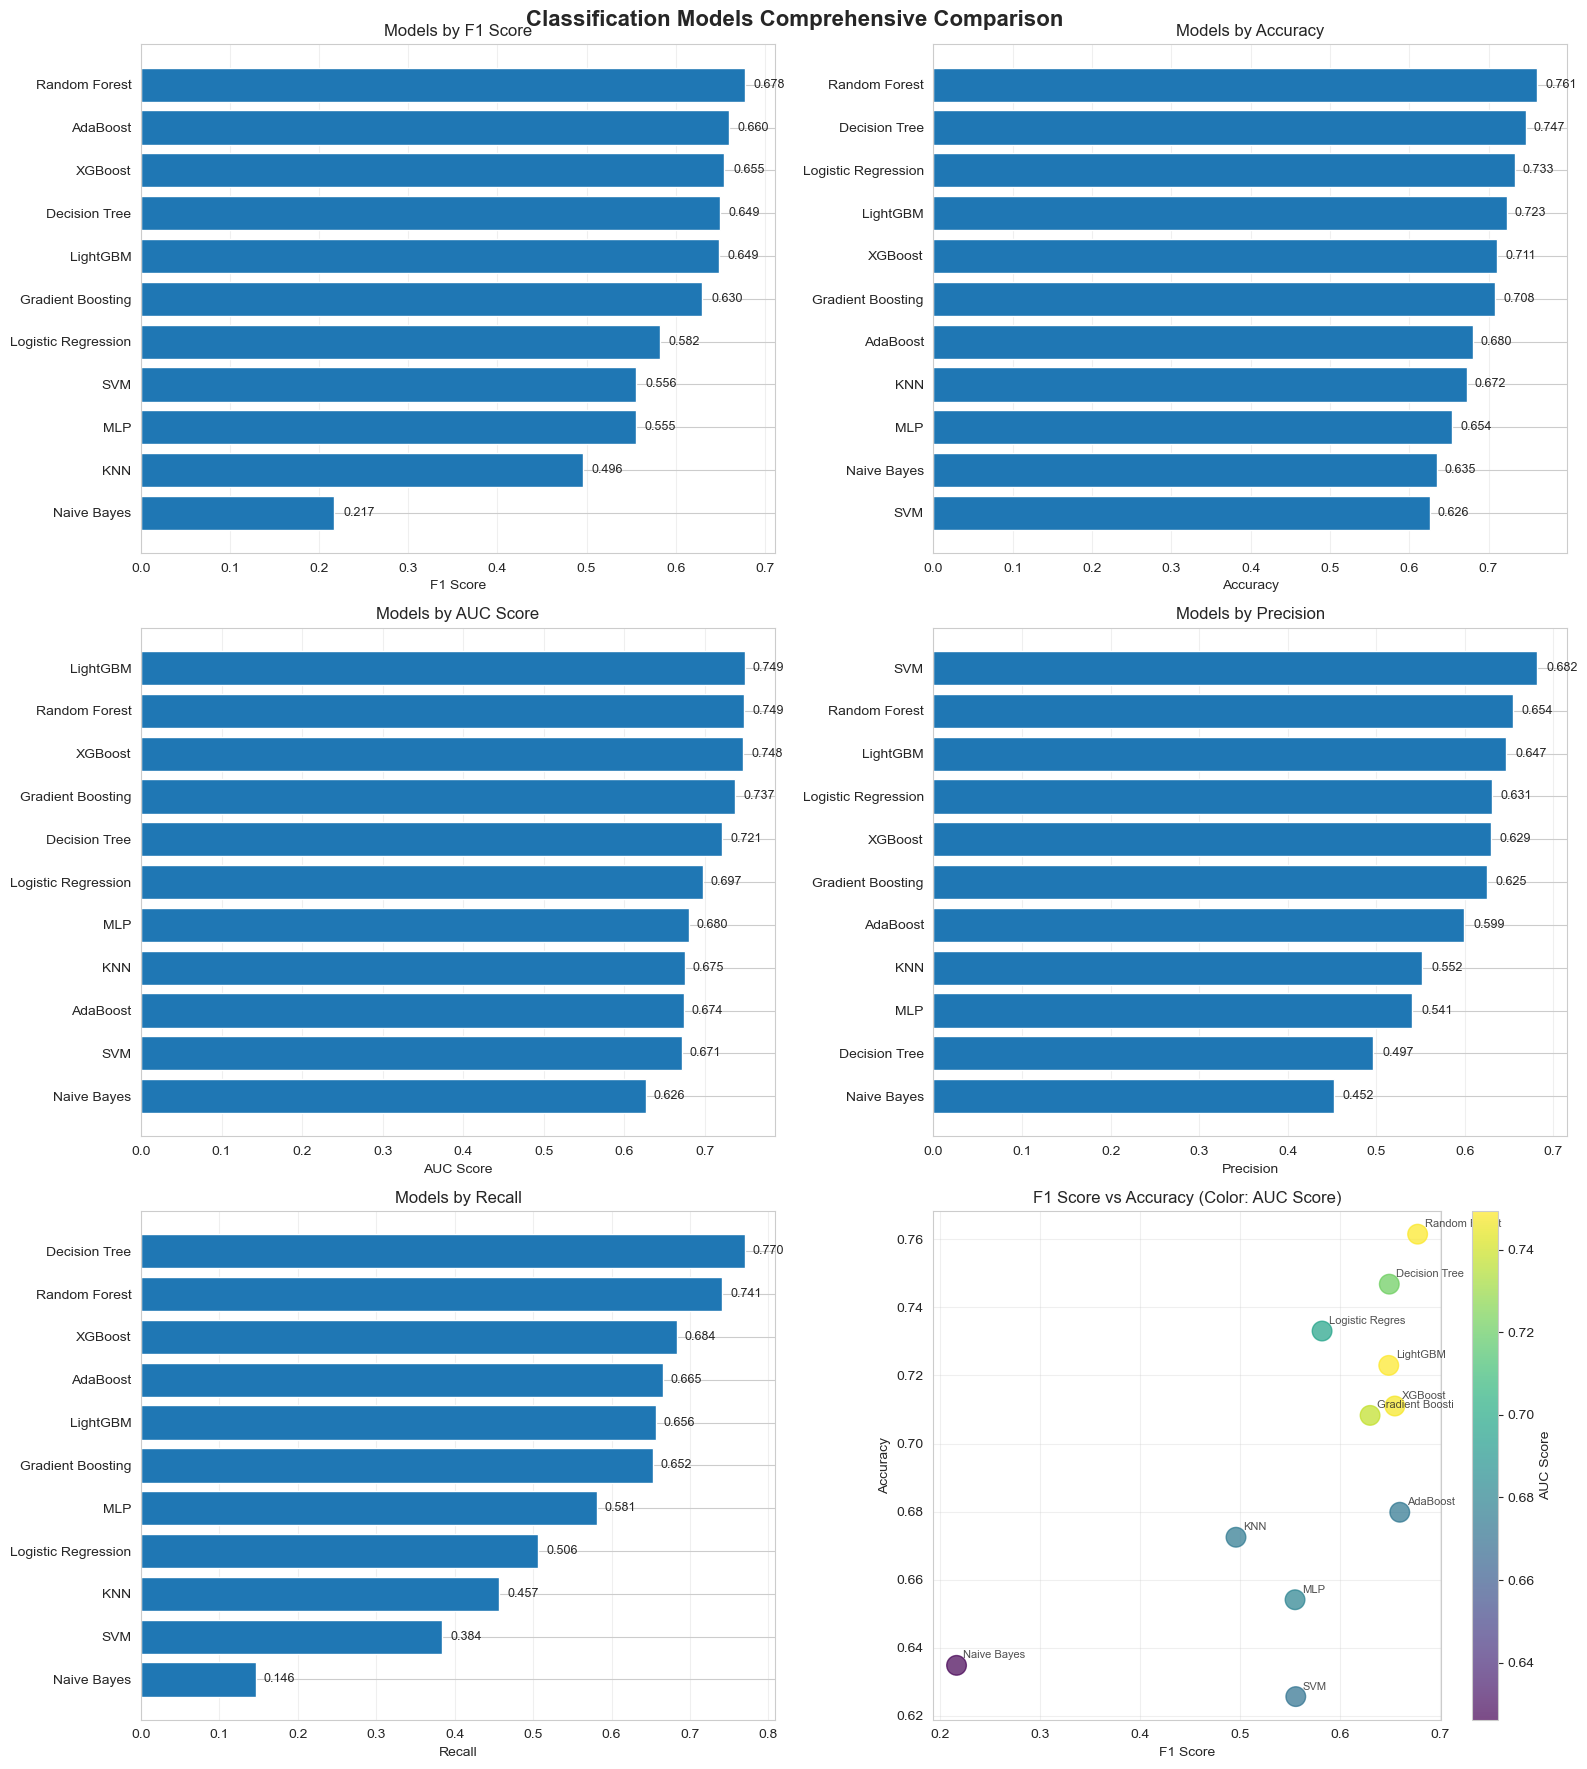 Classification Models Comprehensive Comparison
Models by F1 Score
Random Forest 0.678
AdaBoost 0.660
XGBoost 0.655
Decision Tree 0.649
LightGBM 0.649
Gradient Boosting 0.630
Logistic Regression 0.582
SVM 0.556
MLP 0.555
KNN 0.496
Naive Bayes 0.217
0.0 0.1 0.2 0.3 0.4 0.5 0.6 0.7
F1 Score
Models by Accuracy
Random Forest 0.761
Decision Tree 0.747
Logistic Regression 0.733
LightGBM 0.723
XGBoost 0.711
Gradient Boosting 0.708
AdaBoost 0.680
KNN 0.672
MLP 0.654
Naive Bayes 0.635
SVM 0.626
0.0 0.1 0.2 0.3 0.4 0.5 0.6 0.7
Accuracy
Models by AUC Score
LightGBM 0.749
Random Forest 0.749
XGBoost 0.748
Gradient Boosting 0.737
Decision Tree 0.721
Logistic Regression 0.697
MLP 0.680
KNN 0.675
AdaBoost 0.674
SVM 0.671
Naive Bayes 0.626
0.0 0.1 0.2 0.3 0.4 0.5 0.6 0.7
AUC Score
Models by Precision
SVM 0.682
Random Forest 0.654
LightGBM 0.647
Logistic Regression 0.631
XGBoost 0.629
Gradient Boosting 0.625
AdaBoost 0.599
KNN 0.552
MLP 0.541
Decision Tree 0.497
Naive Bayes 0.452
0.0 0.1 0.2 0.3 0.4 0.5 0.6 0.7
Precision
Models by Recall
Decision Tree 0.770
Random Forest 0.741
XGBoost 0.684
AdaBoost 0.665
LightGBM 0.656
Gradient Boosting 0.652
MLP 0.581
Logistic Regression 0.506
KNN 0.457
SVM 0.384
Naive Bayes 0.146
0.0 0.1 0.2 0.3 0.4 0.5 0.6 0.7 0.8
Recall
F1 Score vs Accuracy (Color: AUC Score)
Random
Decision Tree
Logistic Regres
LightGBM
XGBoost
Gradient Boosti
AdaBoost
KNN
MLP
Naive Bayes
SVM
0.76
0.74
0.72
0.70
0.68
0.66
0.64
0.62
Accuracy
0.2 0.3 0.4 0.5 0.6 0.7
F1 Score
0.74
0.72
0.70
0.68
0.66
0.64
AUC Score